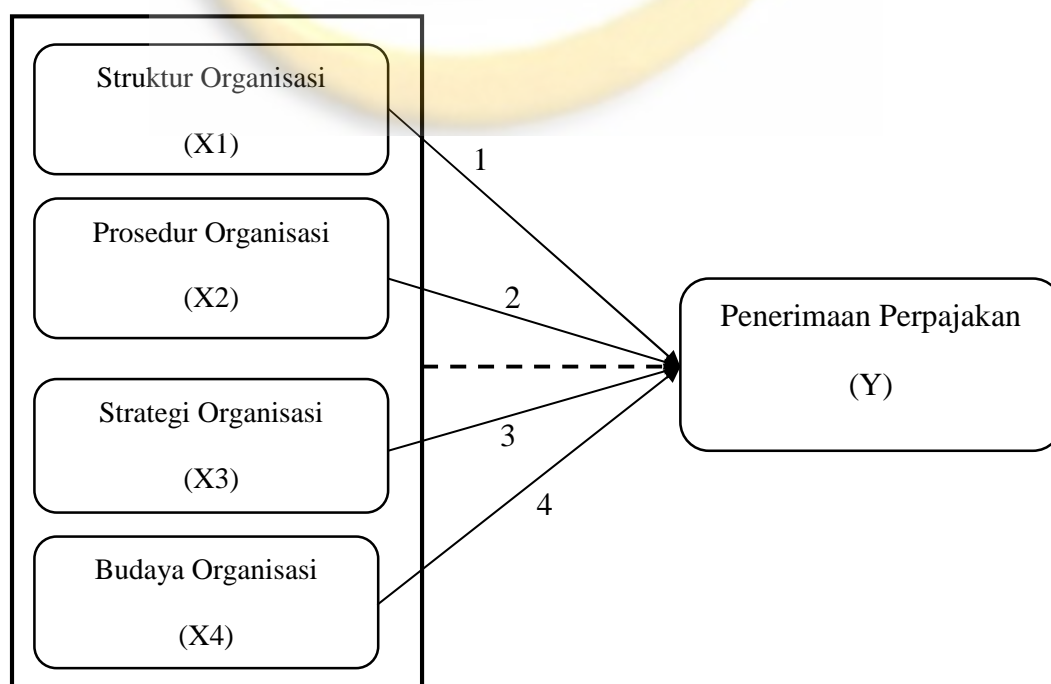 Struktur Organisasi
(X1)
1
Prosedur Organisasi
(X2)
2
Penerimaan Perpajakan
(Y)
Strategi Organisasi
(X3)
3
4
Budaya Organisasi
(X4)